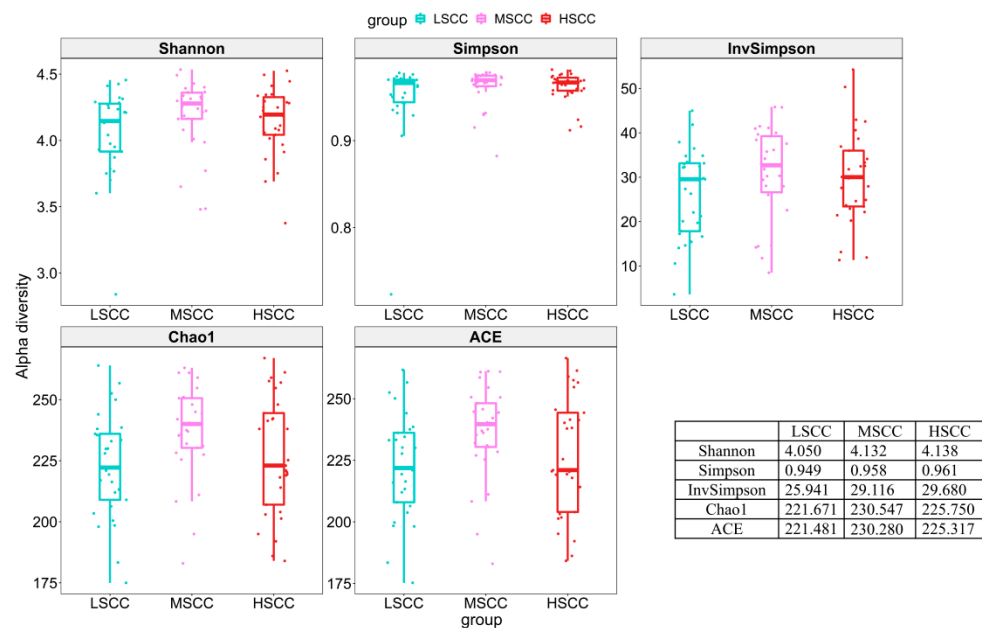 group LSCC MSCC HSCC
Shannon Simpson InvSimpson
Alpha diversity
4.5
4.0
3.5
3.0
LSCC MSCC HSCC
0.9
0.8
LSCC MSCC HSCC
50
40
30
20
10
LSCC MSCC HSCC
Chao1 ACE
250
225
200
175
LSCC MSCC HSCC
250
225
200
175
LSCC MSCC HSCC
group
LSCC MSCC HSCC
Shannon 4.050 4.132 4.138
Simpson 0.949 0.958 0.961
InvSimpson 25.941 29.116 29.680
Chao1 221.671 230.547 225.750
ACE 221.481 230.280 225.317